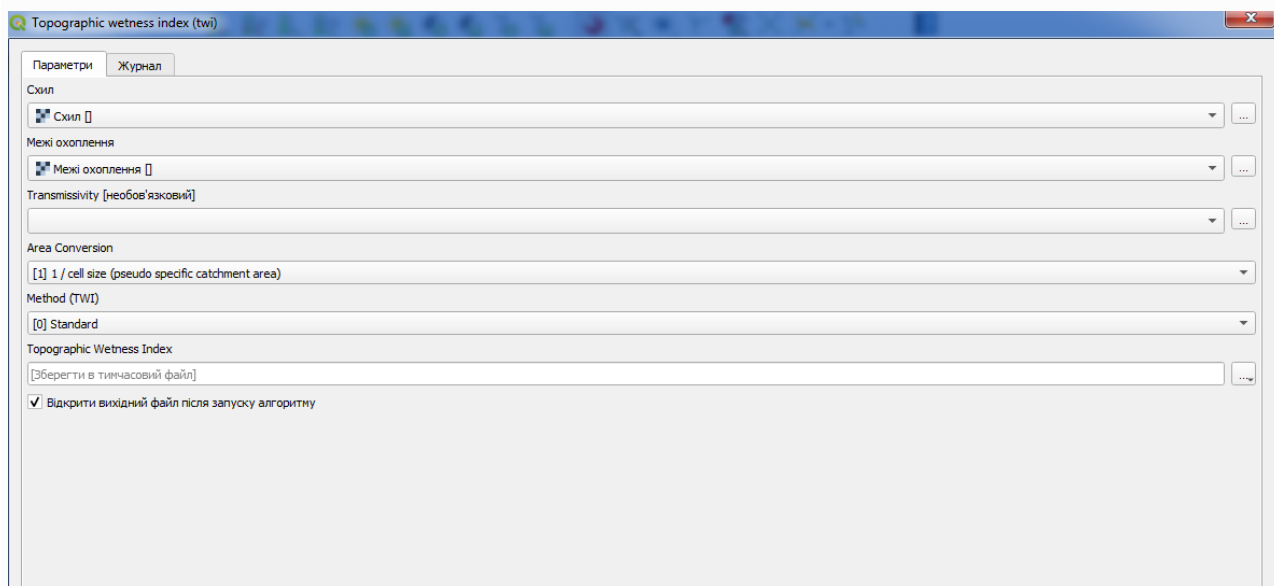 Topographic wetness index (twi)
Параметри Журнал
Схил
Схил []
...
Межі охоплення
Межі охоплення []
...
Transmissivity [необов'язковий]
...
Area Conversion
[1] 1 / cell size (pseudo specific catchment area)
Method (TWI)
[0] Standard
Topographic Wetness Index
[Зберегти в тимчасовий файл]
...
Відкрити вихідний файл після запуску алгоритму